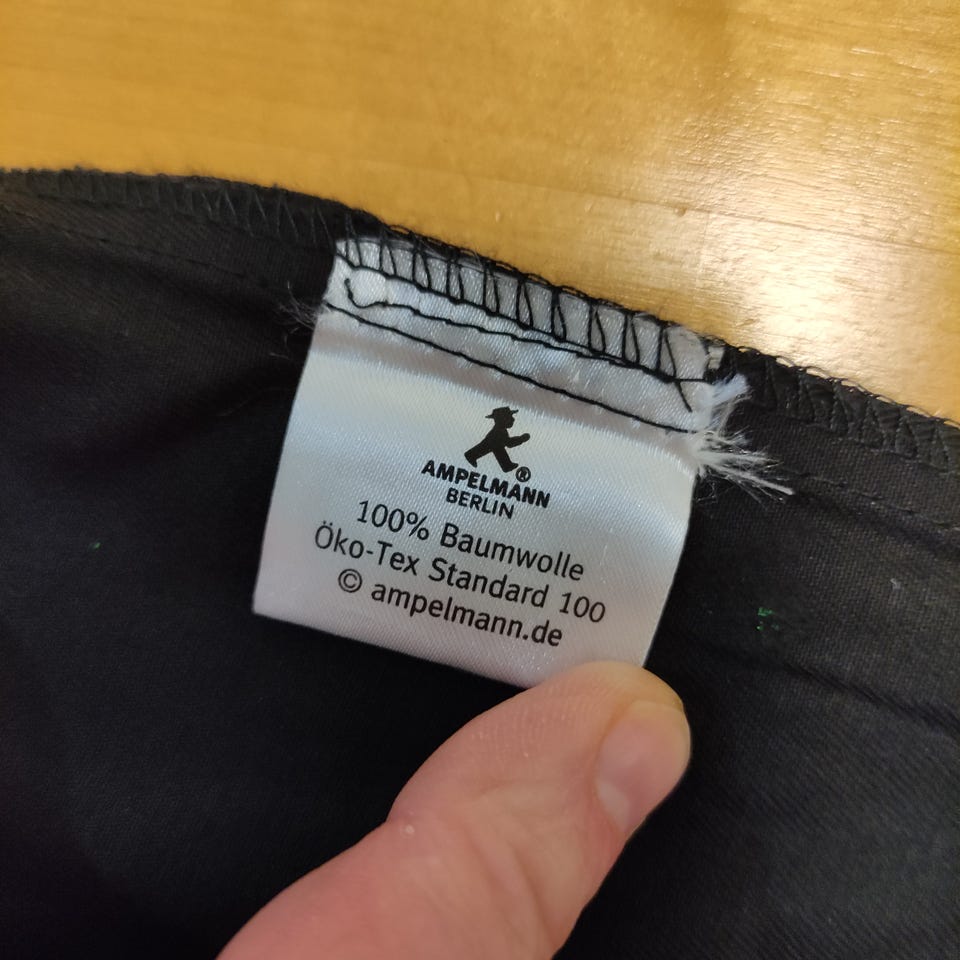 ®
AMPELMANN
BERLIN
100% Baumwolle
Öko-Tex Standard 100
© ampelmann.de